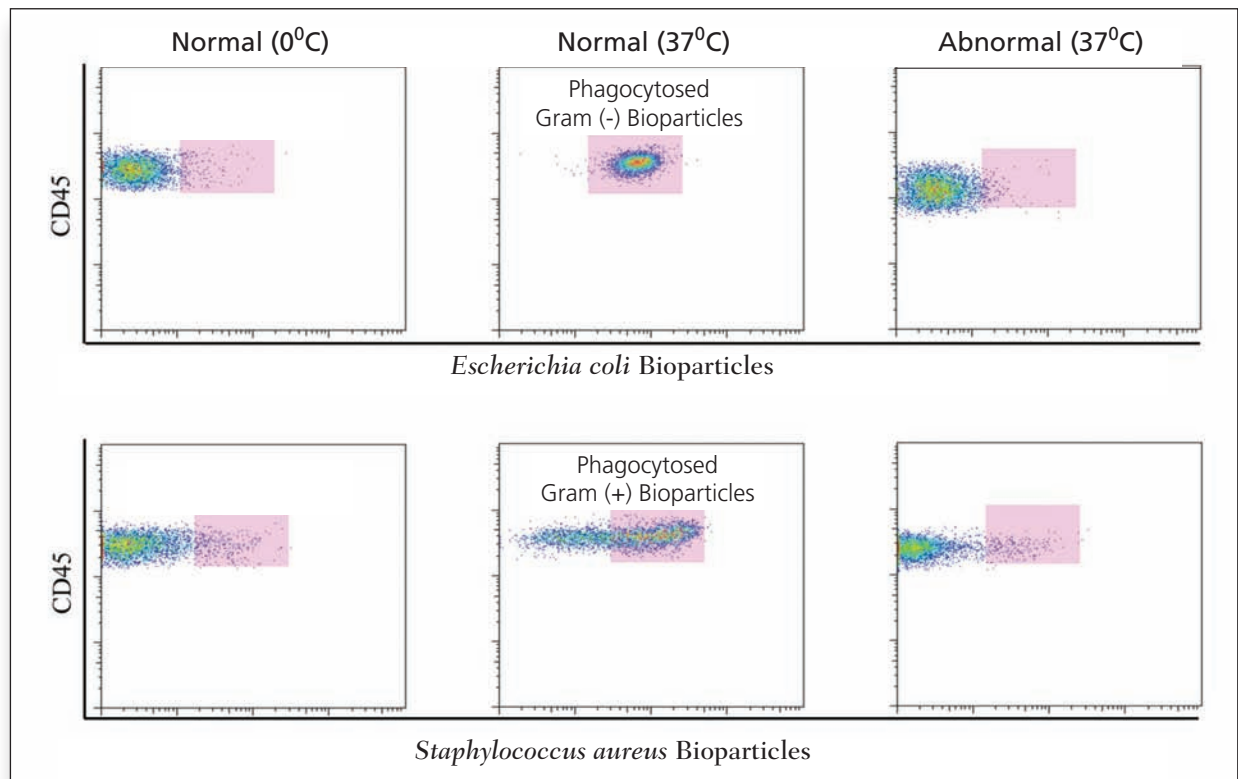 Normal (0⁰C)
Normal (37⁰C)
Abnormal (37⁰C)
CD45
Phagocytosed
Gram (-) Bioparticles
Escherichia coli Bioparticles
CD45
Phagocytosed
Gram (+) Bioparticles
Staphylococcus aureus Bioparticles